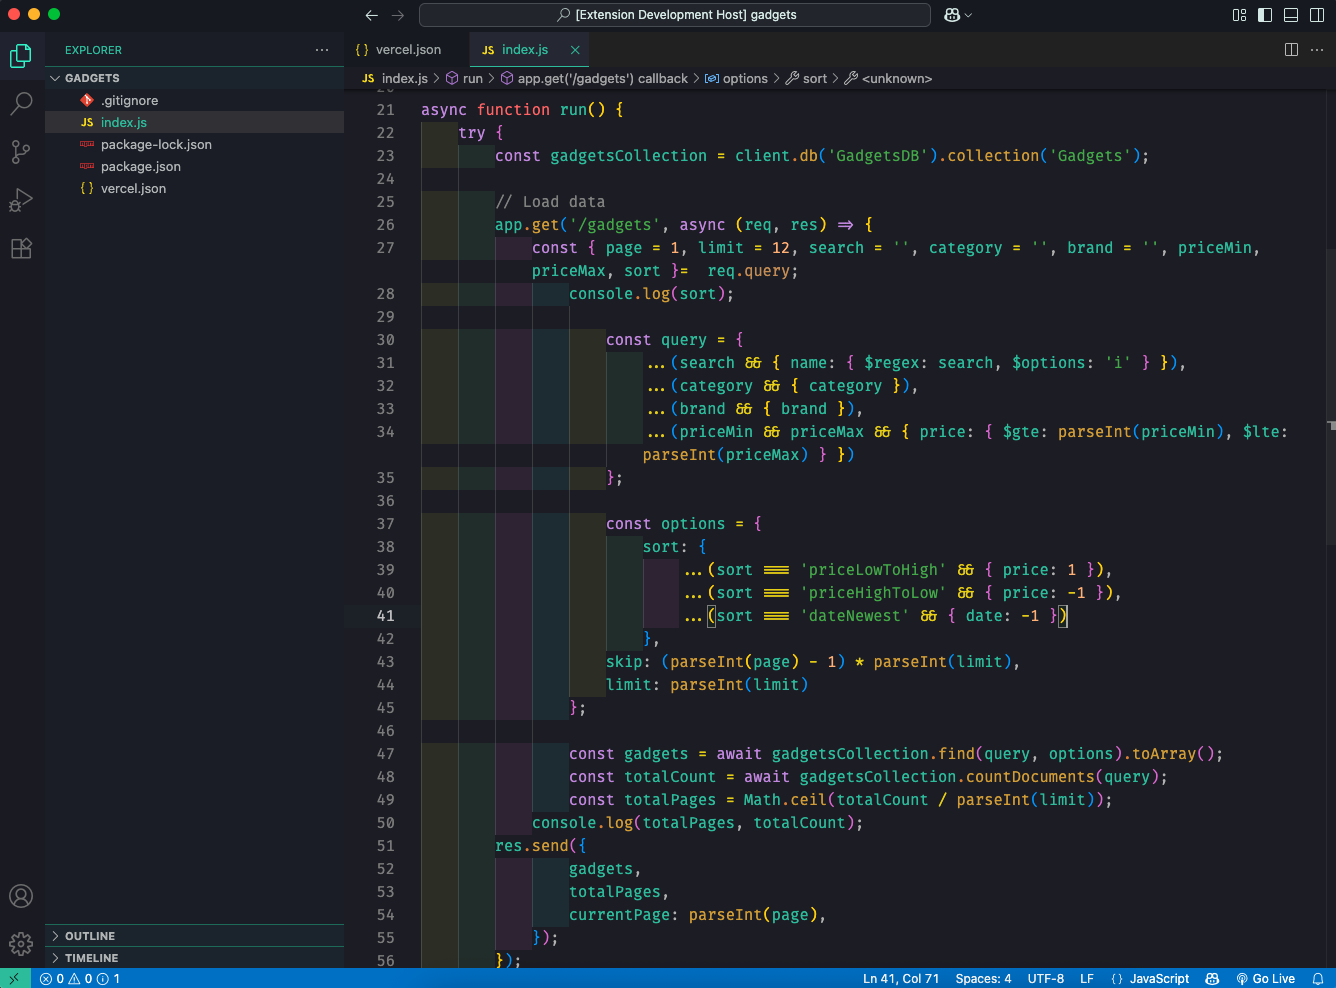 [Extension Development Host] gadgets
EXPLORER
GADGETS
.gitignore
JS index.js
package-lock.json
package.json
{ } vercel.json
OUTLINE
TIMELINE
{ } vercel.json
JS index.js
JS index.js > run > app.get('/gadgets') callback > options > sort > <unknown>
21 async function run() {
22 try {
23 const gadgetsCollection = client.db('GadgetsDB').collection('Gadgets');
24
25 // Load data
26 app.get('/gadgets', async (req, res) => {
27 const { page = 1, limit = 12, search = '', category = '', brand = '', priceMin,
priceMax, sort }=  req.query;
28 console.log(sort);
29
30 const query = {
31 ...(search && { name: { $regex: search, $options: 'i' } }),
32 ...(category && { category }),
33 ...(brand && { brand }),
34 ...(priceMin && priceMax && { price: { $gte: parseInt(priceMin), $lte:
parseInt(priceMax) } })
35 };
36
37 const options = {
38 sort: {
39 ...(sort === 'priceLowToHigh' && { price: 1 }),
40 ...(sort === 'priceHighToLow' && { price: -1 }),
41 ...(sort === 'dateNewest' && { date: -1 })
42 },
43 skip: (parseInt(page) - 1) * parseInt(limit),
44 limit: parseInt(limit)
45 };
46
47 const gadgets = await gadgetsCollection.find(query, options).toArray();
48 const totalCount = await gadgetsCollection.countDocuments(query);
49 const totalPages = Math.ceil(totalCount / parseInt(limit));
50 console.log(totalPages, totalCount);
51 res.send({
52 gadgets,
53 totalPages,
54 currentPage: parseInt(page),
55 });
56 });
0 0 1
Ln 41, Col 71 Spaces: 4 UTF-8 LF { } JavaScript Go Live